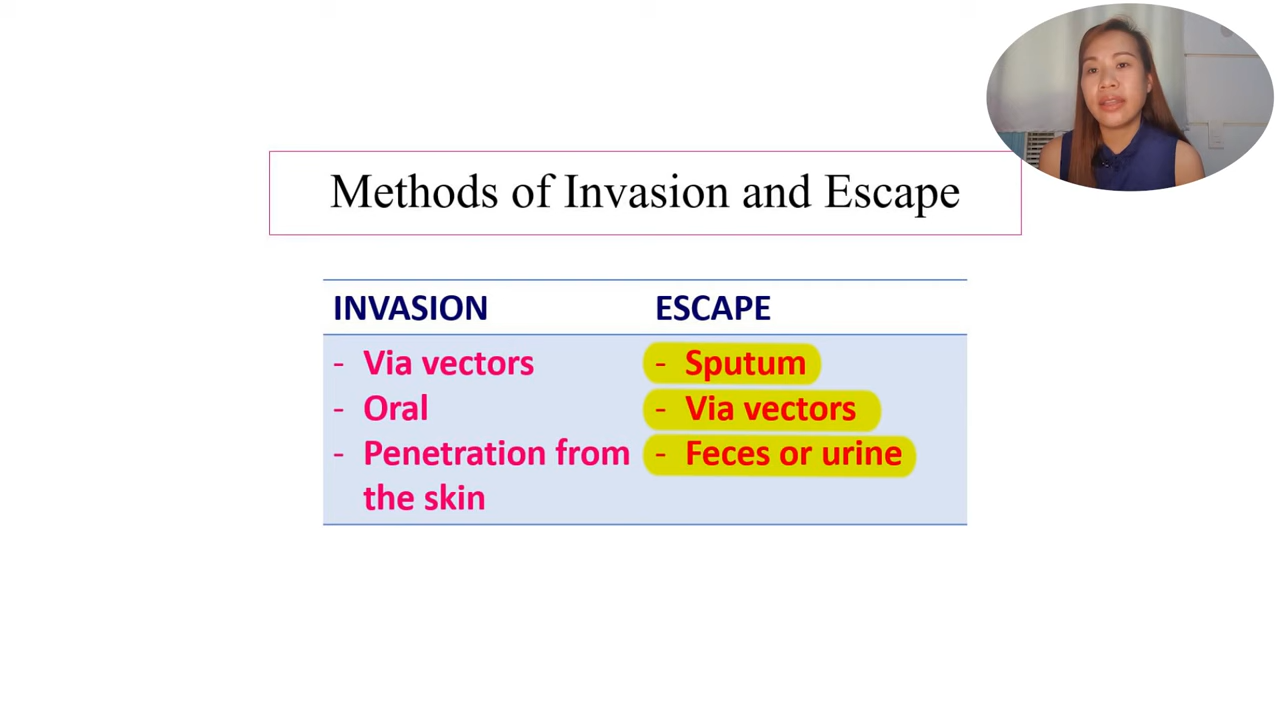 Methods of Invasion and Escape
INVASION
ESCAPE
- Via vectors
- Oral
- Penetration from
the skin
- Sputum
- Via vectors
- Feces or urine